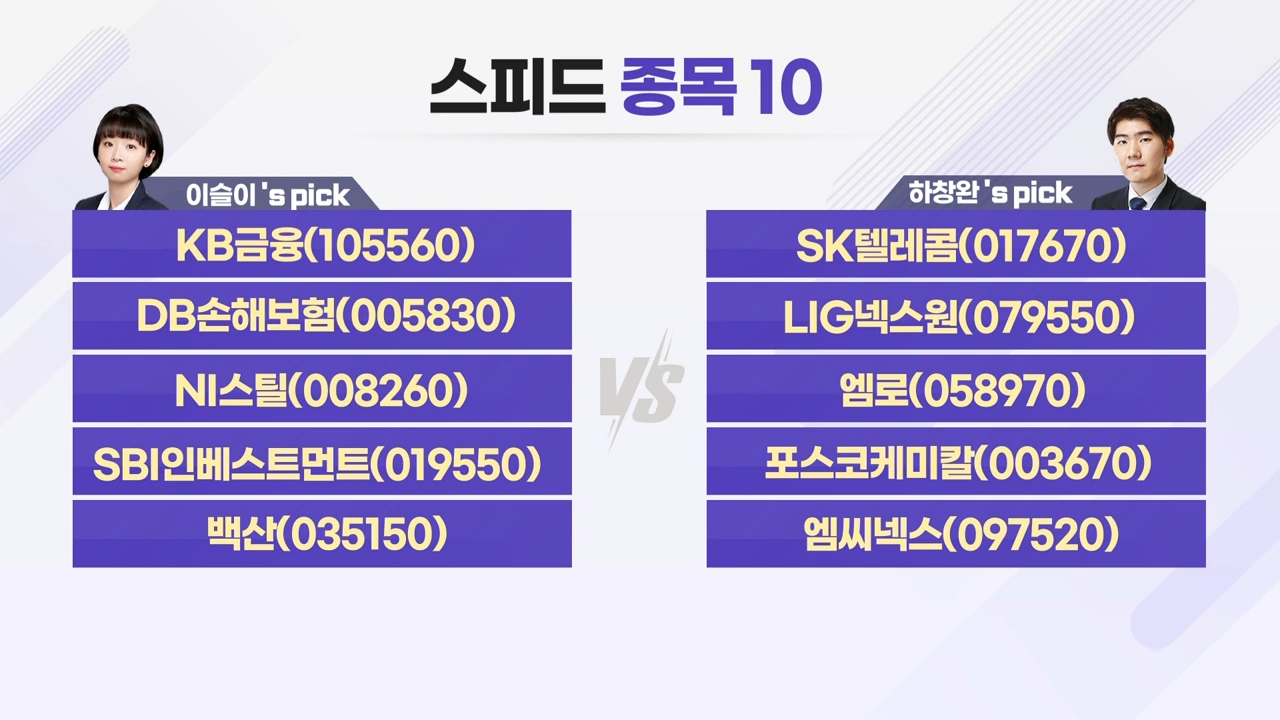 스피드 종목 10
이슬이 's pick
KB금융(105560)
DB손해보험(005830)
NI스틸(008260)
SBI인베스트먼트(019550)
백산(035150)
VS
하창완 's pick
SK텔레콤(017670)
LIG넥스원(079550)
엠로(058970)
포스코케미칼(003670)
엠씨넥스(097520)